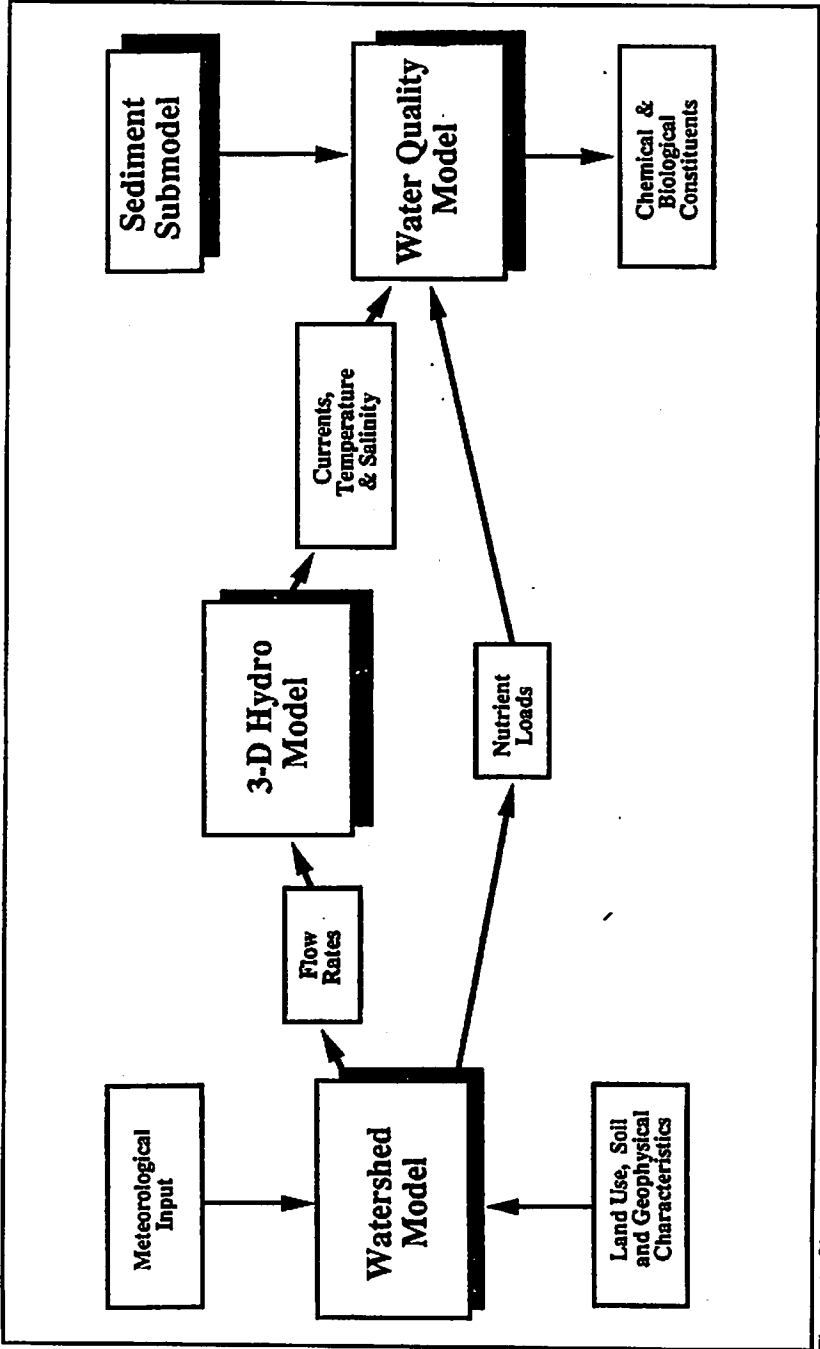 Meteorological
Input
Watershed
Model
Land Use, Soil
and Geophysical
Characteristics
Flow
Rates
3-D Hydro
Model
Nutrient
Loads
Currents,
Temperature
& Salinity
Sediment
Submodel
Water Quality
Model
Chemical &
Biological
Constituents